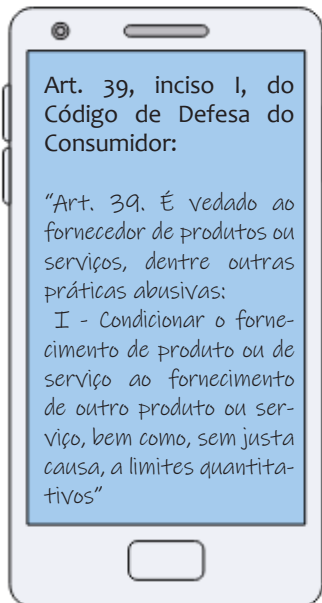 Art. 39, inciso I, do
Código de Defesa do
Consumidor:
“Art. 39. É vedado ao
fornecedor de produtos ou
serviços, dentre outras
práticas abusivas:
I - Condicionar o forne-
cimento de produto ou de
serviço ao fornecimento
de outro produto ou ser-
viço, bem como, sem justa
causa, a limites quantita-
tivos”